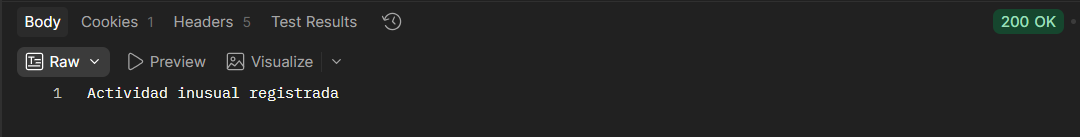 Body Cookies 1 Headers 5 Test Results 200 OK
Raw Preview Visualize
1 Actividad inusual registrada